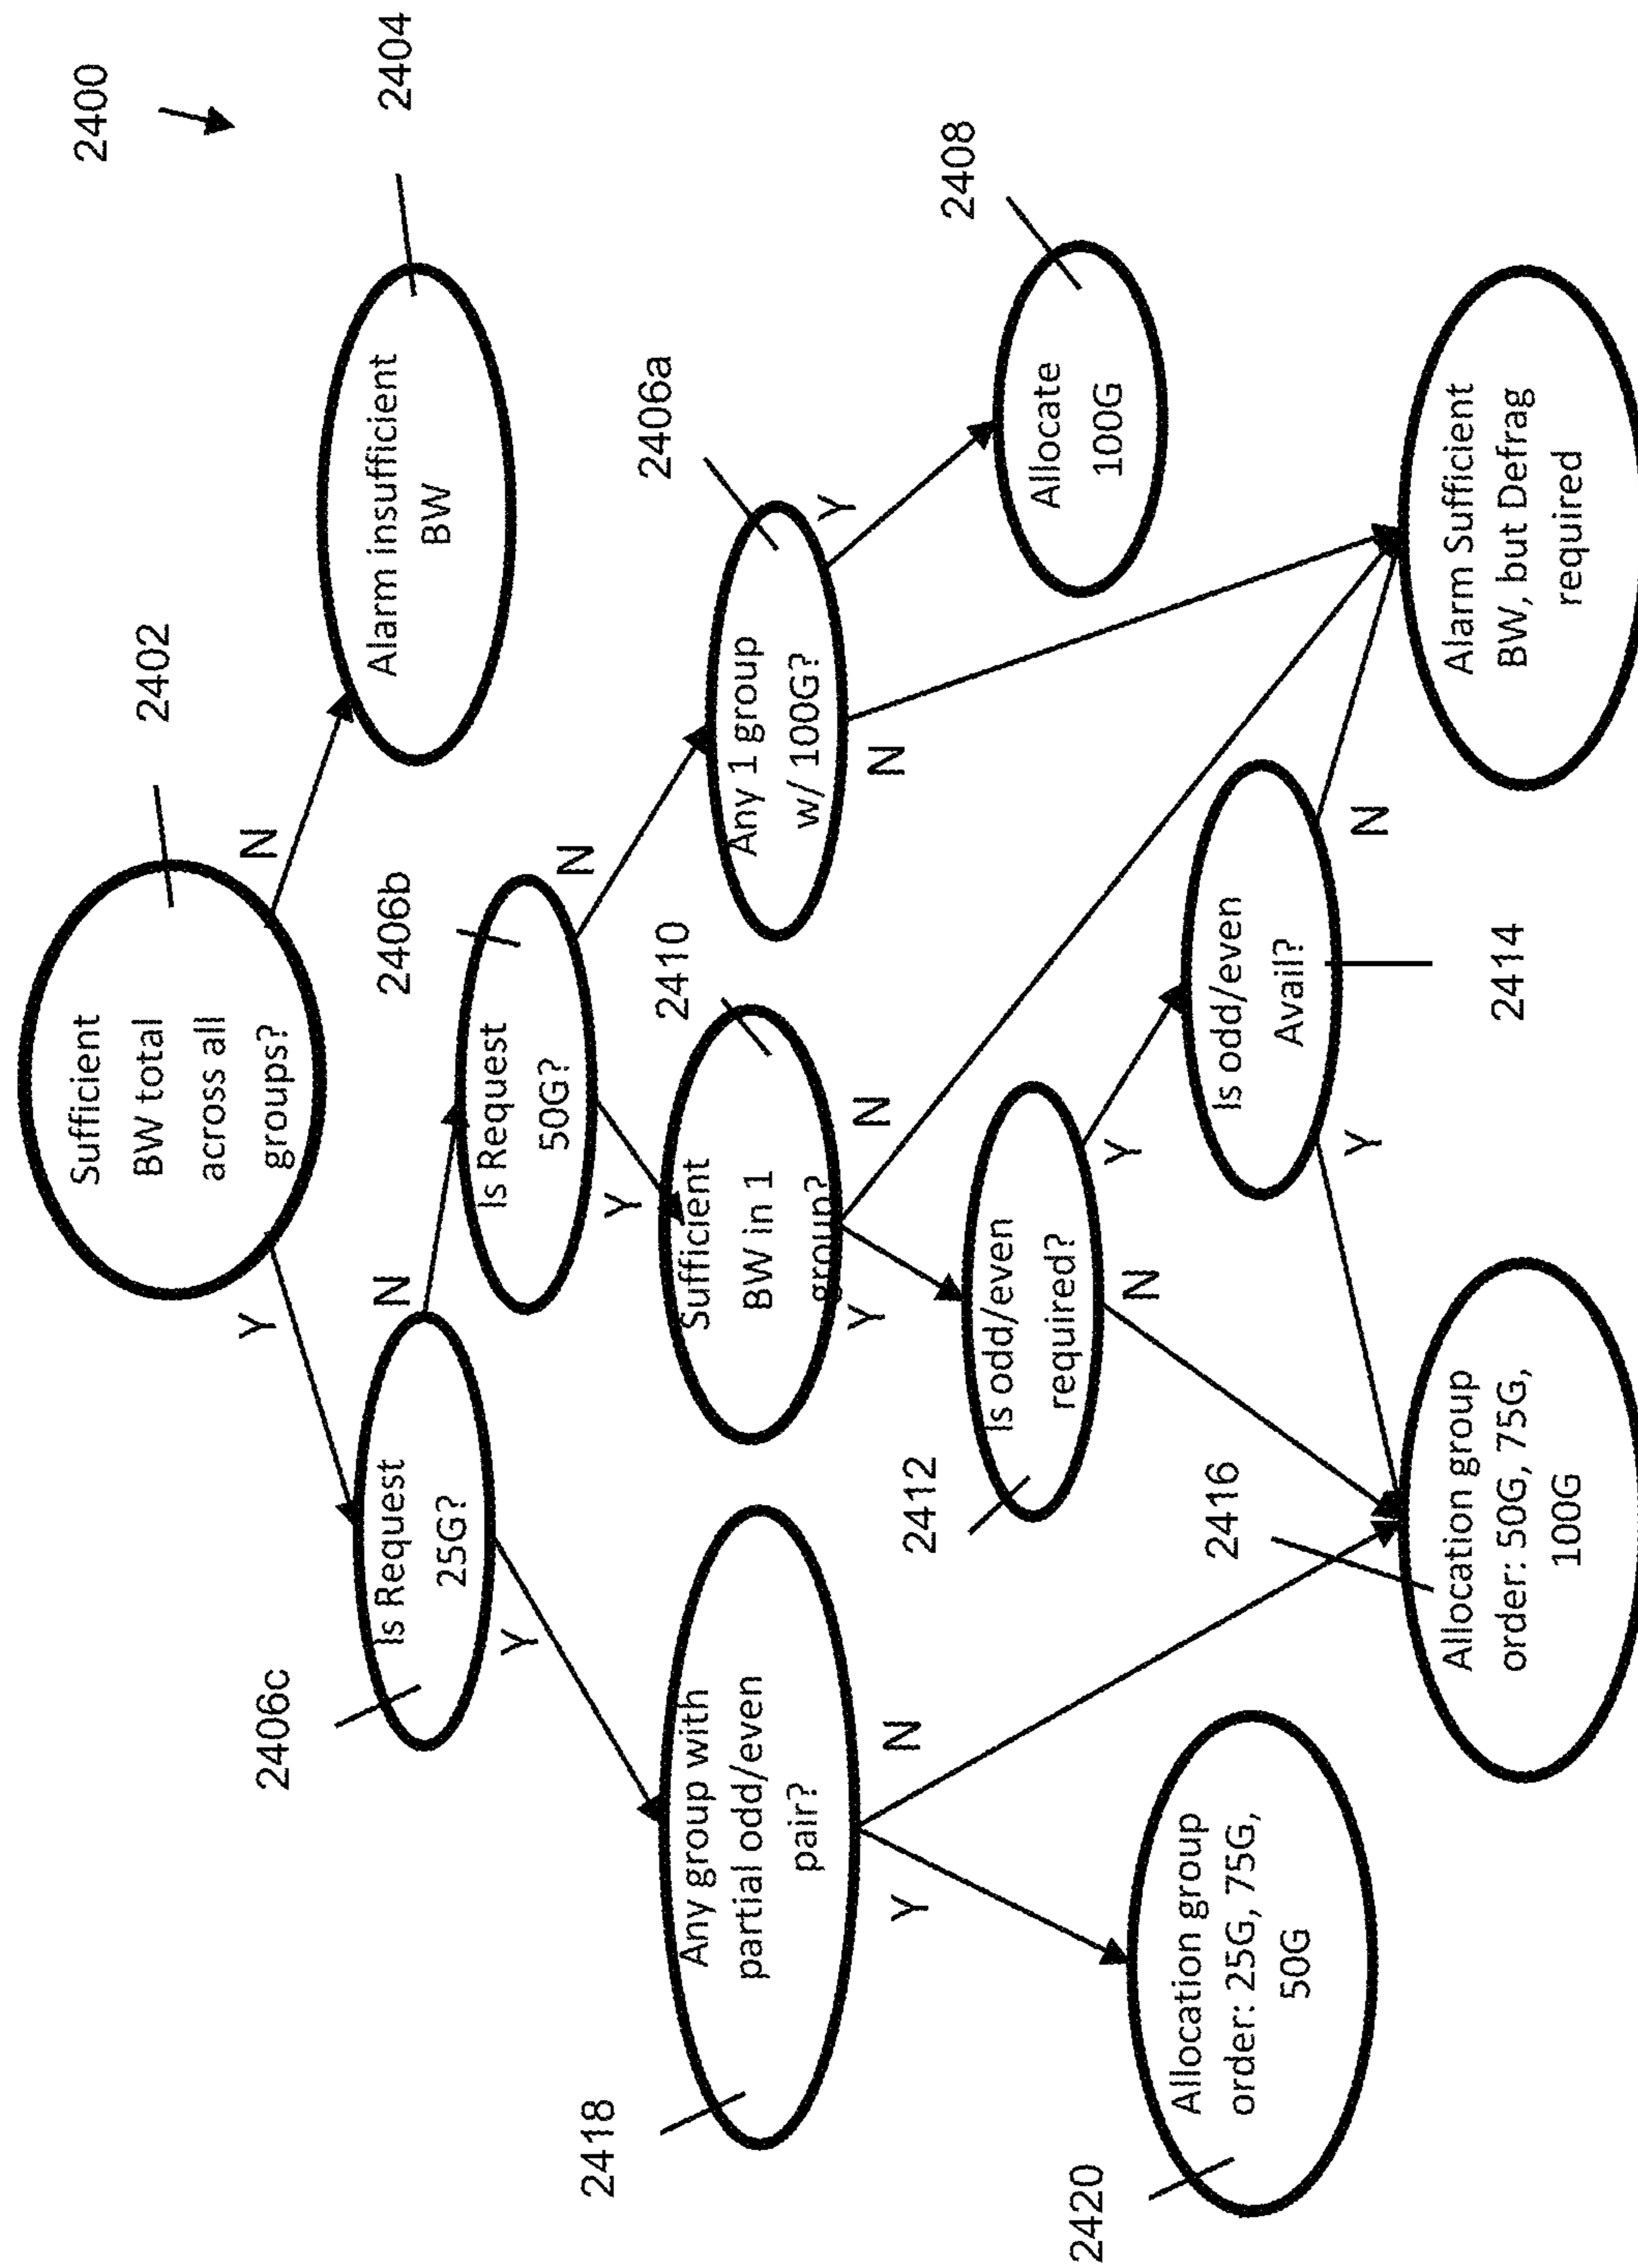 2400
2402
Sufficient
BW total
across all
groups?
Y
N
2404
Alarm insufficient
BW
2406c
Is Request
25G?
N
Y
2406b
Is Request
50G?
Y
N
2406a
Any 1 group
w/ 100G?
Y
N
2418
Any group with
partial odd/even
pair?
Y
N
2410
Sufficient
BW in 1
group?
Y
N
2408
Allocate
100G
2412
Is odd/even
required?
N
Y
2414
Is odd/even
Avail?
Y
N
2420
Allocation group
order: 25G, 75G,
50G
2416
Allocation group
order: 50G, 75G,
100G
Alarm Sufficient
BW, but Defrag
required